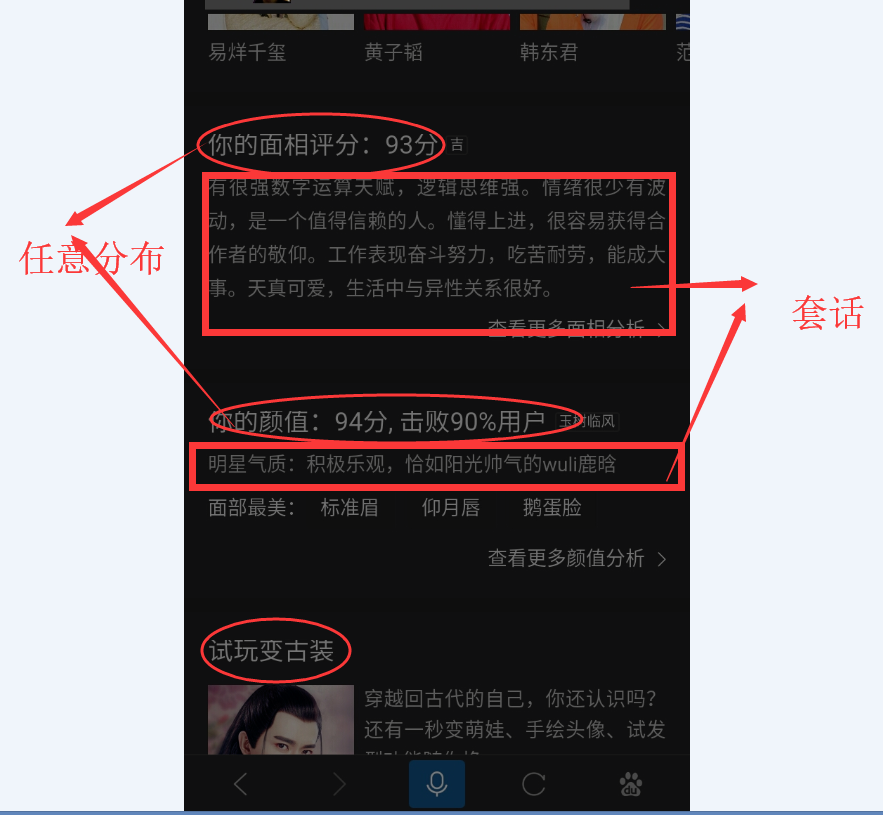 易烊千玺 黄子韬 韩东君 范
你的面相评分：93分 吉
有很强数字运算天赋，逻辑思维强。情绪很少有波
动，是一个值得信赖的人。懂得上进，很容易获得合
作者的敬仰。工作表现奋斗努力，吃苦耐劳，能成大
事。天真可爱，生活中与异性关系很好。
查看更多面相分析
任意分布
套话
你的颜值：94分, 击败90%用户 玉树临风
明星气质：积极乐观，恰如阳光帅气的wuli鹿晗
面部最美： 标准眉 仰月唇 鹅蛋脸
查看更多颜值分析
试玩变古装
穿越回古代的自己，你还认识吗？
还有一秒变萌娃、手绘头像、试发
du